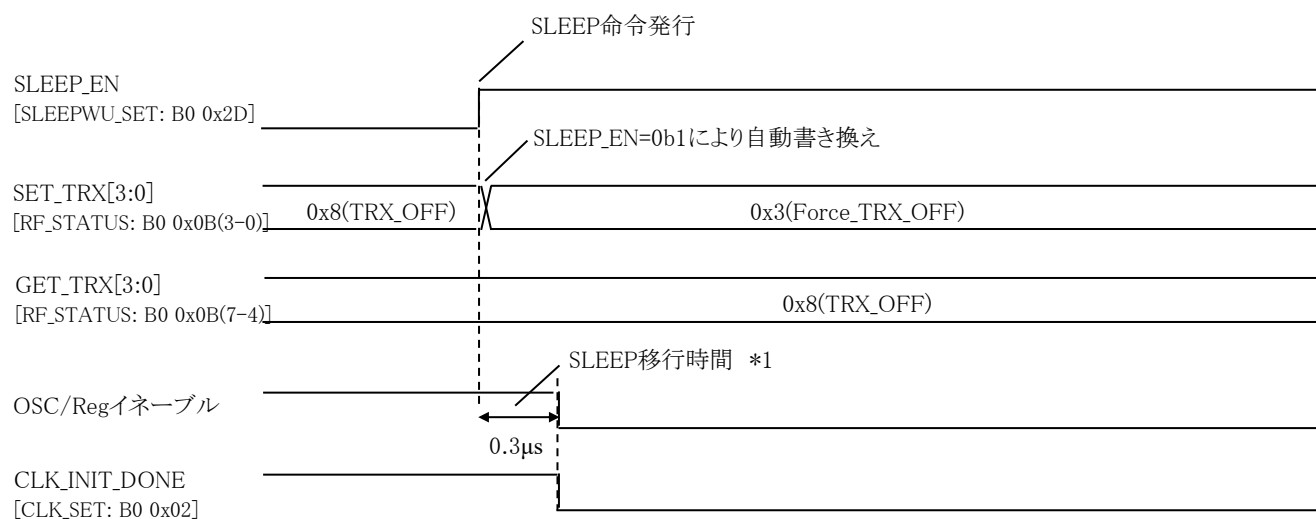 SLEEP命令発行
SLEEP_EN
[SLEEPWU_SET: B0 0x2D]
SLEEP_EN=0b1により自動書き換え
SET_TRX[3:0]
[RF_STATUS: B0 0x0B(3-0)]
0x8(TRX_OFF)
0x3(Force_TRX_OFF)
GET_TRX[3:0]
[RF_STATUS: B0 0x0B(7-4)]
0x8(TRX_OFF)
SLEEP移行時間 *1
OSC/Regイネーブル
0.3μs
CLK_INIT_DONE
[CLK_SET: B0 0x02]